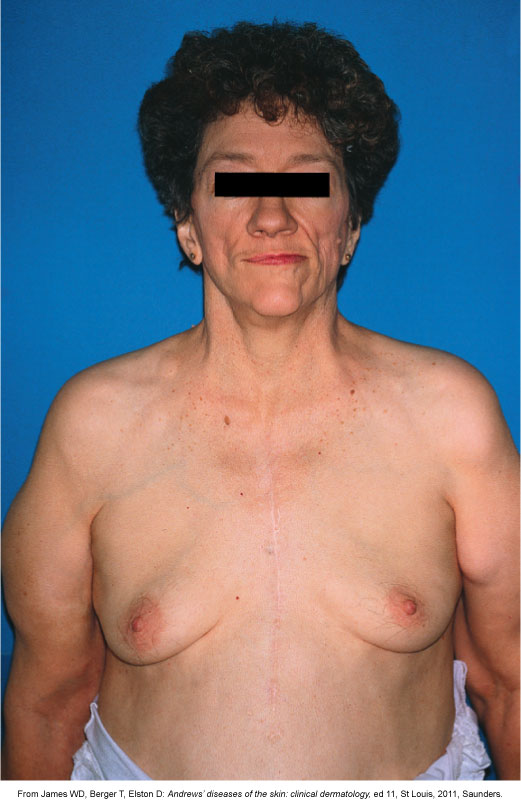 From James WD, Berger T, Elston D: Andrews' diseases of the skin: clinical dermatology, ed 11, St Louis, 2011, Saunders.